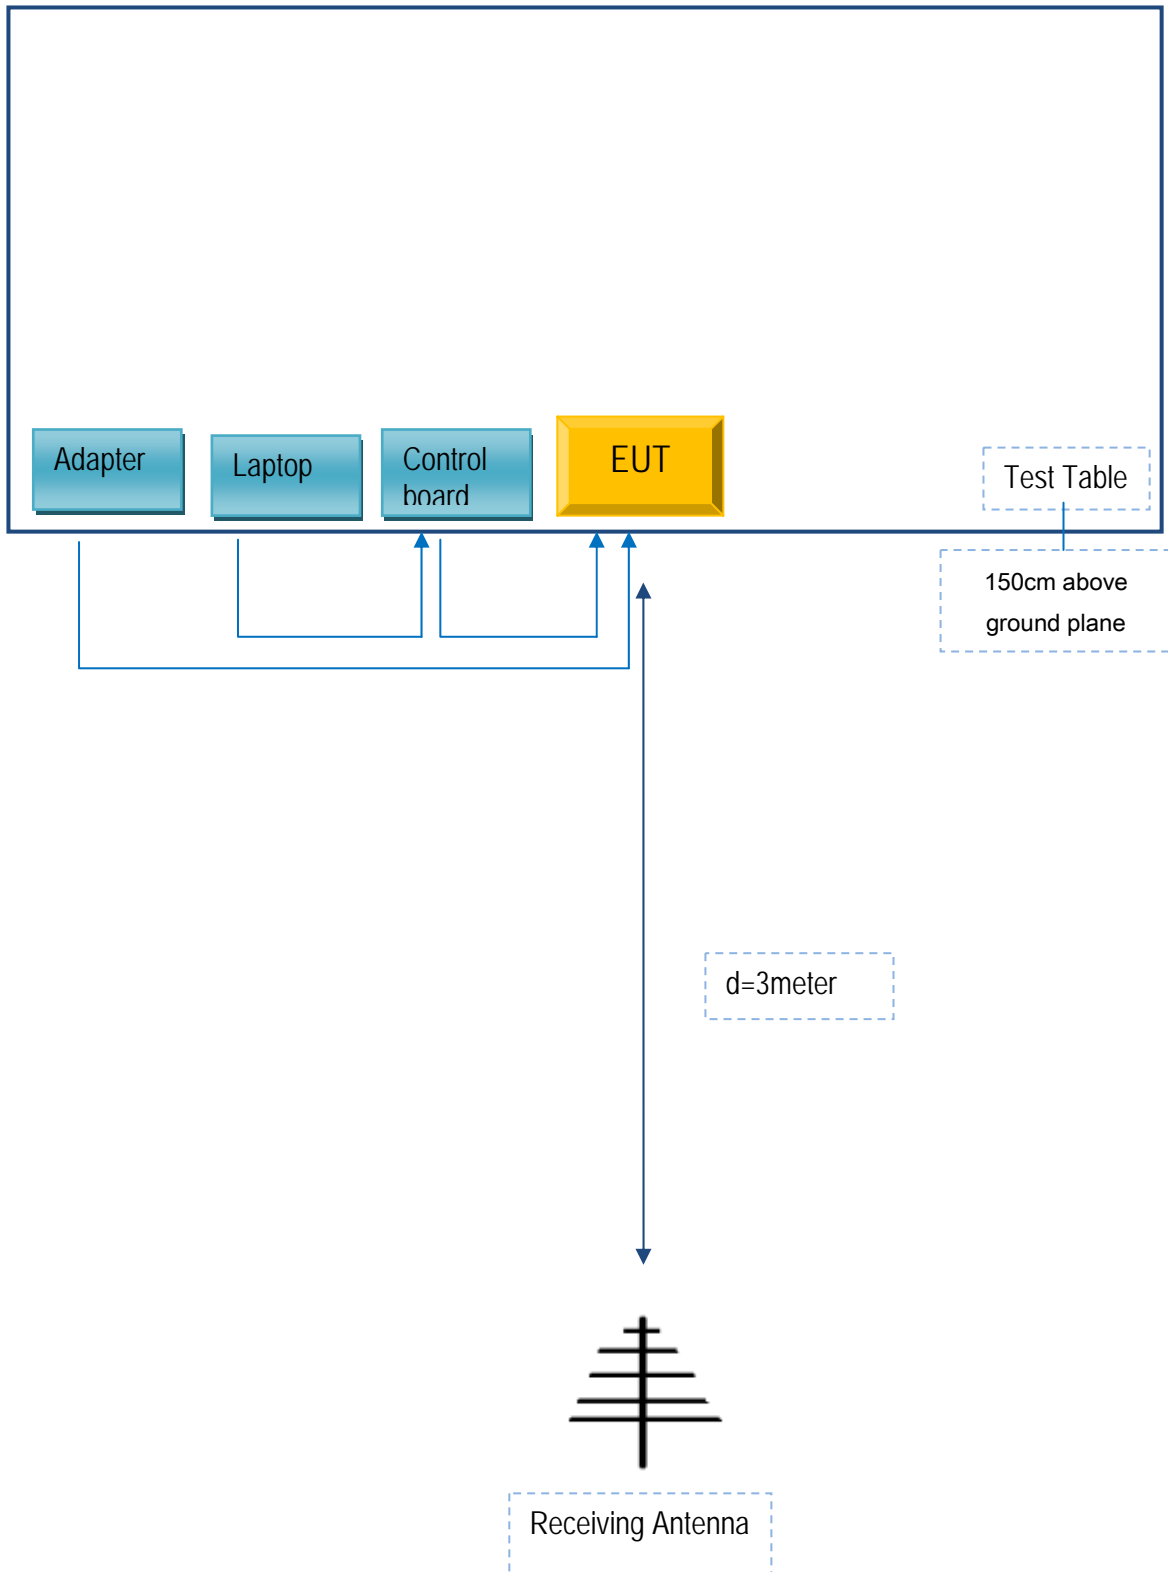 Adapter
Laptop
Control
board
EUT
Test Table
150cm above
ground plane
d=3meter
Receiving Antenna